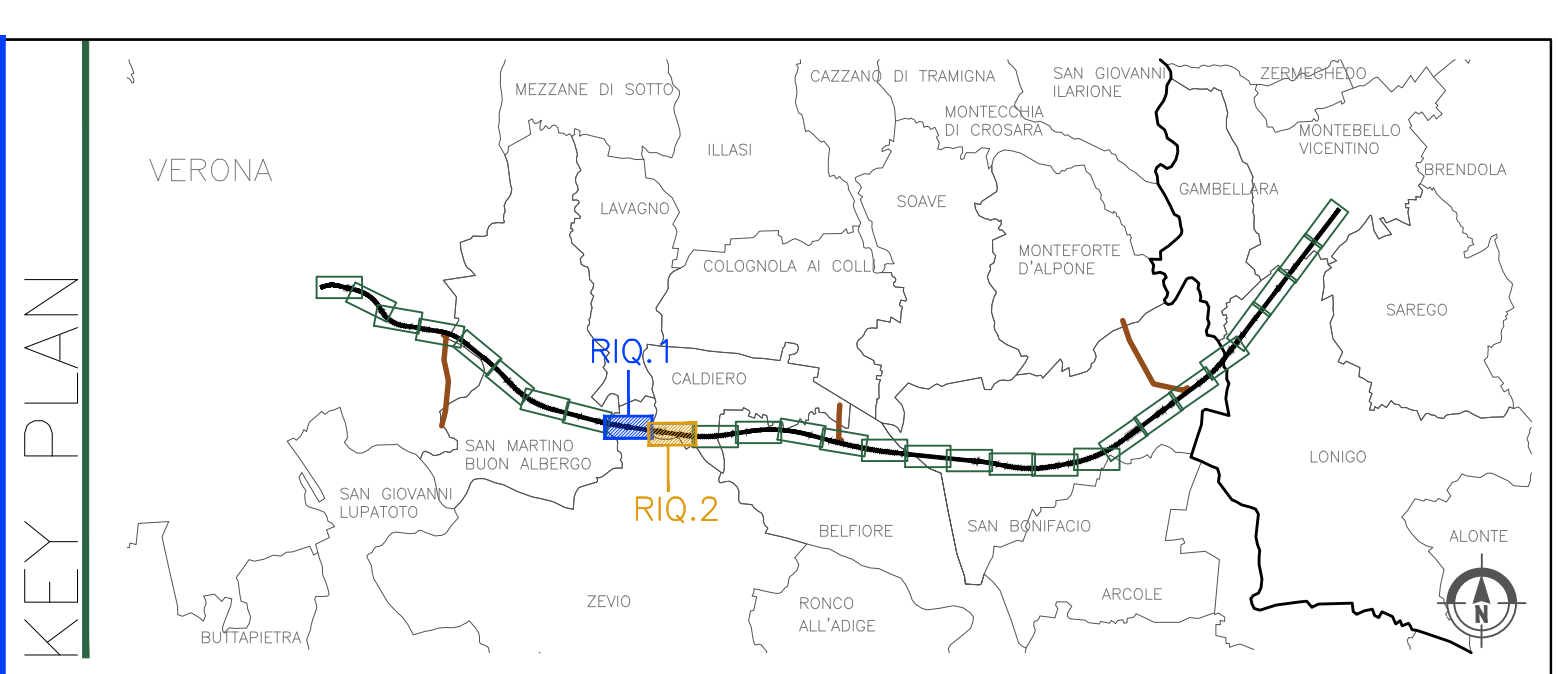 KEY PLAN
MEZZANE DI SOTTO
CAZZANO DI TRAMIGNA
SAN GIOVANNI
ILARIONE
ZERMEGHEDO
MONTECCHIA
DI CROSARA
MONTEBELLO
VICENTINO
ILLASI
VERONA
BRENDOLA
GAMBELLARA
LAVAGNO
SOAVE
MONTEFORTE
D'ALPONE
COLOGNOLA AI COLLI
SAREGO
RIQ.1
CALDIERO
SAN MARTINO
BUON ALBERGO
LONIGO
SAN GIOVANNI
LUPATOTO
RIQ.2
BELFIORE
SAN BONIFACIO
ALONTE
ZEVIO
RONCO
ALL'ADIGE
ARCOLE
N
BUTTAPIETRA